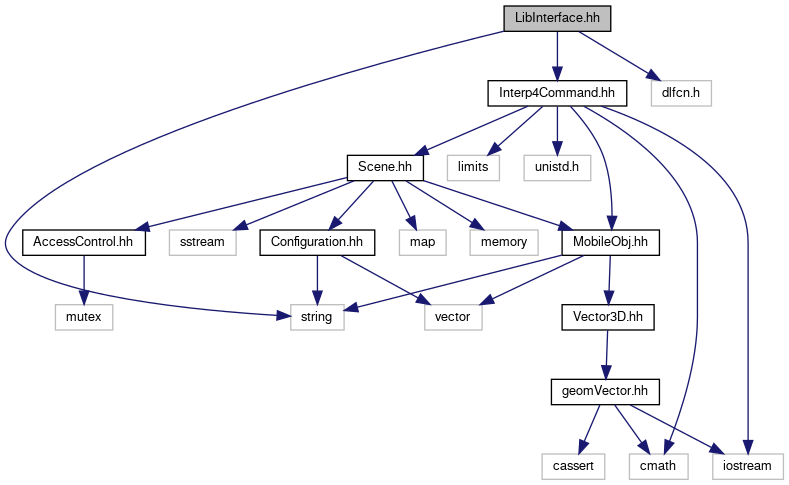 LibInterface.hh
Interp4Command.hh
dlfcn.h
Scene.hh
limits
unistd.h
AccessControl.hh
sstream
Configuration.hh
map
memory
MobileObj.hh
mutex
string
vector
Vector3D.hh
geomVector.hh
cassert
cmath
iostream